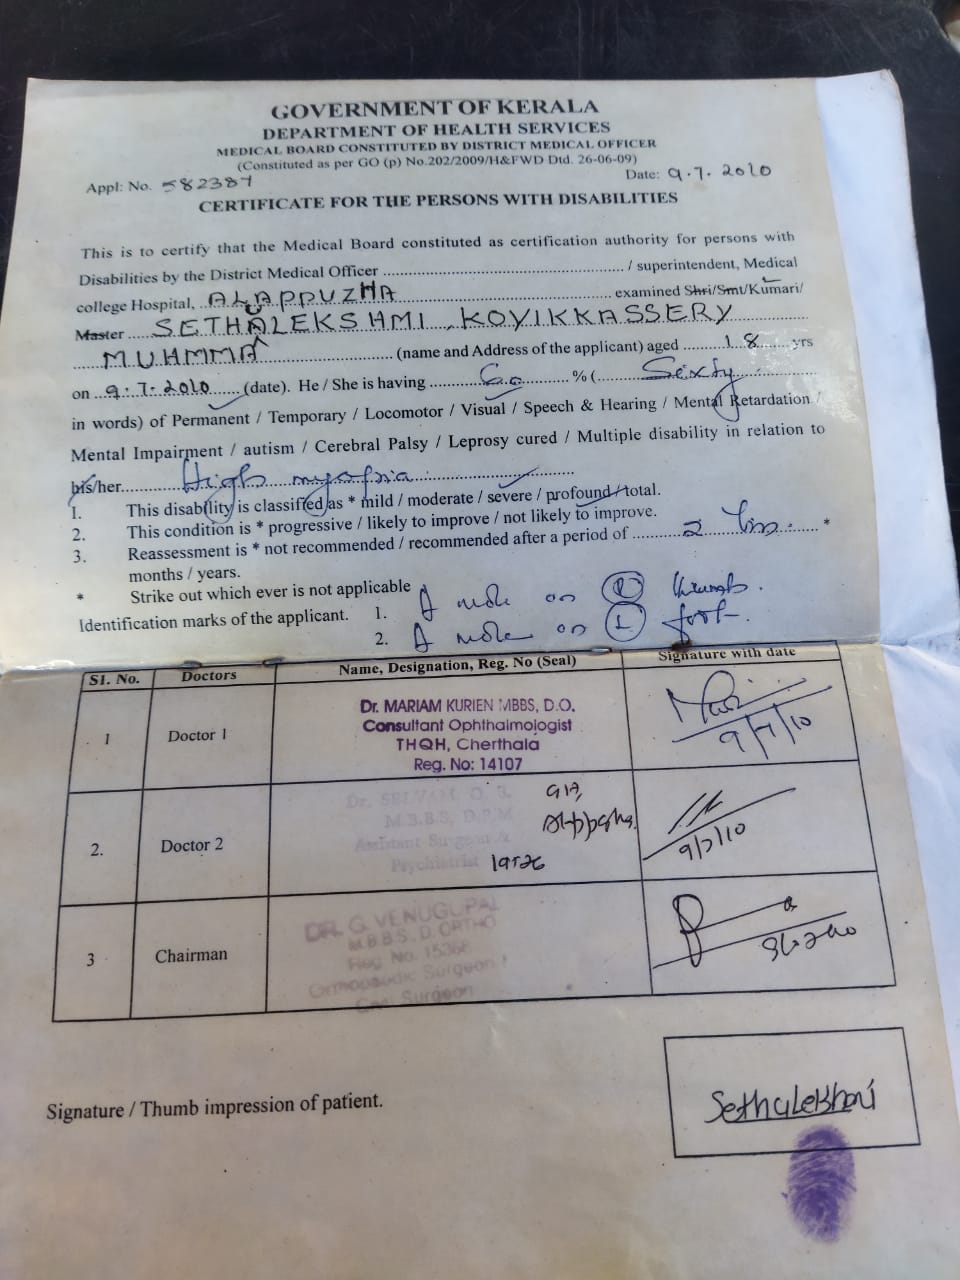 GOVERNMENT OF KERALA
DEPARTMENT OF HEALTH SERVICES
MEDICAL BOARD CONSTITUTED BY DISTRICT MEDICAL OFFICER
(Constituted as per GO (p) No.202/2009/H&FWD Dtd. 26-06-09)
Appl: No. 582387 Date: 9.7.2010
CERTIFICATE FOR THE PERSONS WITH DISABILITIES
This is to certify that the Medical Board constituted as certification authority for persons with
Disabilities by the District Medical Officer ................ / superintendent, Medical
college Hospital, ALAPPUZHA ................ examined Shri/Smt/Kumari/
Master SETHALEKSHMI, KOYIKKASSERY
MUHMMA ................ (name and Address of the applicant) aged 18 yrs
on 9.7.2010 (date). He / She is having 60 % ( Sixty
in words) of Permanent / Temporary / Locomotor / Visual / Speech & Hearing / Mental Retardation /
Mental Impairment / autism / Cerebral Palsy / Leprosy cured / Multiple disability in relation to
his/her High myopia
1. This disability is classified as * mild / moderate / severe / profound / total.
2. This condition is * progressive / likely to improve / not likely to improve.
3. Reassessment is * not recommended / recommended after a period of 2 *
months / years.
* Strike out which ever is not applicable
Identification marks of the applicant. 1. A mole on (R)
2. A mole on (L) foot.
S1. No. Doctors Name, Designation, Reg. No (Seal) Signature with date
Dr. MARIAM KURIEN MBBS, D.O.
Consultant Ophthalmologist
1 Doctor 1 THQH, Cherthala 9/7/10
Reg. No: 14107
Dr. SELVAM O. B. GH,
M.B.B.S, D.P.M
2. Doctor 2 Assistant Surgeon & 9/7/10
Psychiatrist
DR. G. VENUGOPAL
M.B.B.S. D. ORTHO
3 Chairman Reg No. 15368
Orthopaedic Surgeon
Surgeon
Signature / Thumb impression of patient. Sethulekshmi